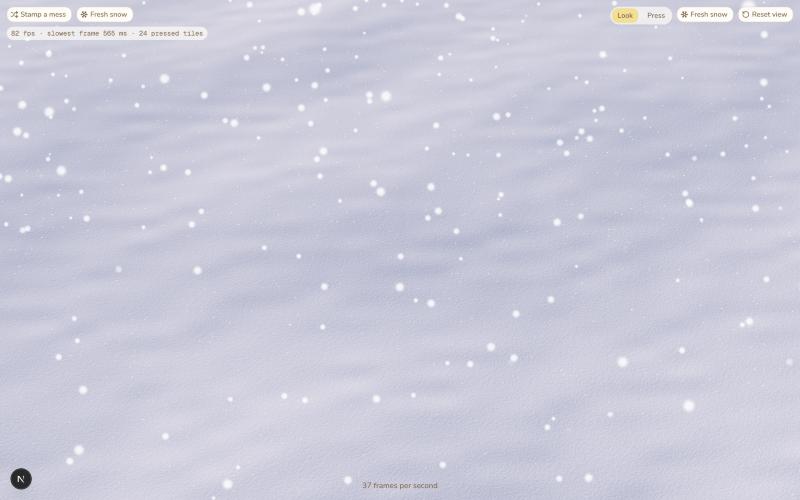 Stamp a mess
Fresh snow
Look
Press
Fresh snow
Reset view
82 fps · slowest frame 565 ms · 24 pressed tiles
N
37 frames per second